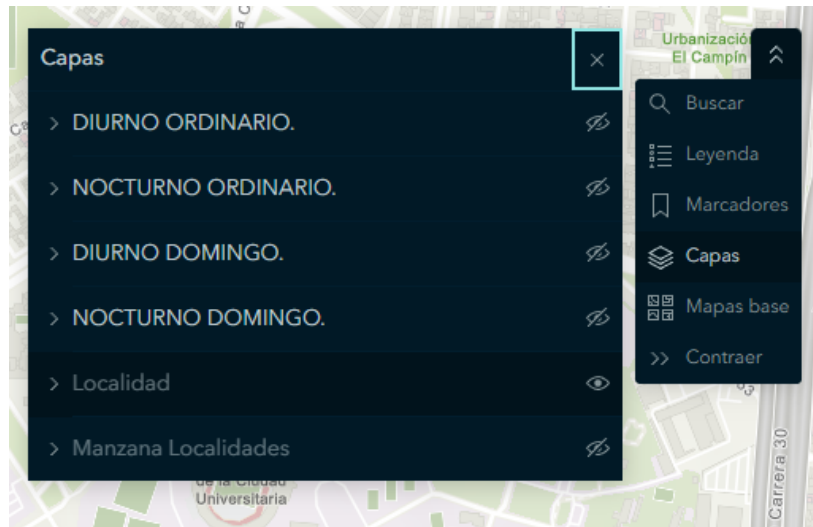 Capas
DIURNO ORDINARIO.
NOCTURNO ORDINARIO.
DIURNO DOMINGO.
NOCTURNO DOMINGO.
Localidad
Manzana Localidades
El Campín
Buscar
Leyenda
Marcadores
Capas
Mapas base
Contraer
Universitaria
Carrera 30